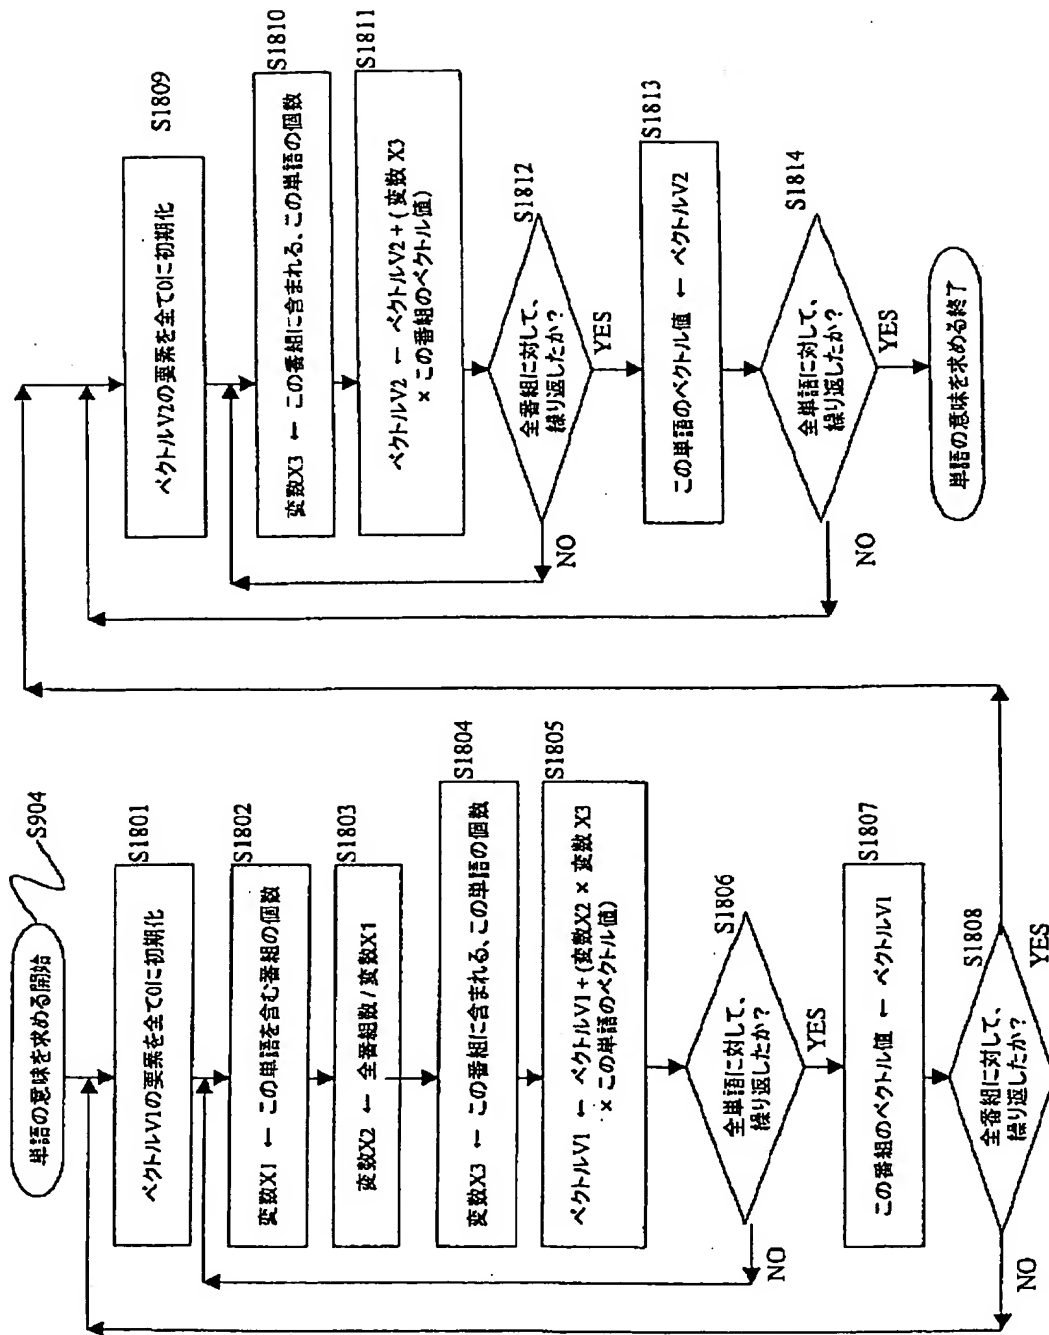 単語の意味を求める開始
S904
ベクトルV1の要素を全て0に初期化
S1801
変数X1 ← この単語を含む番組の個数
S1802
変数X2 ← 全番組数 / 変数X1
S1803
変数X3 ← この番組に含まれる、この単語の個数
S1804
ベクトルV1 ← ベクトルV1 + (変数X2 × 変数 X3
× この単語のベクトル値)
S1805
全単語に対して、
繰り返したか?
S1806
NO
YES
この番組のベクトル値 ← ベクトルV1
S1807
全番組に対して、
繰り返したか?
S1808
NO
YES
ベクトルV2の要素を全て0に初期化
S1809
変数X3 ← この番組に含まれる、この単語の個数
S1810
ベクトルV2 ← ベクトルV2 + ( 変数 X3
× この番組のベクトル値)
S1811
全番組に対して、
繰り返したか?
S1812
NO
YES
この単語のベクトル値 ← ベクトルV2
S1813
全単語に対して、
繰り返したか?
S1814
NO
YES
単語の意味を求める終了